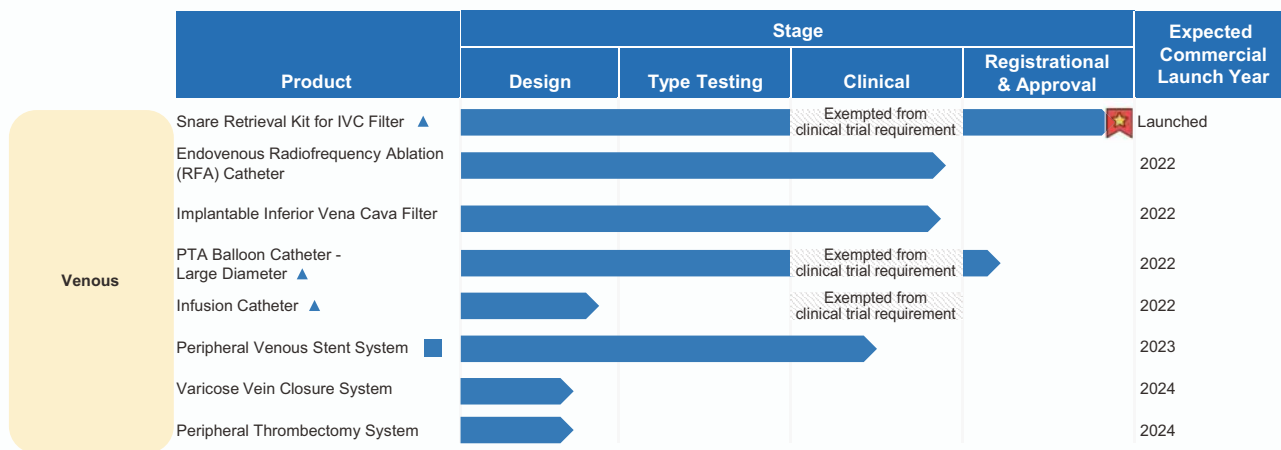 Stage
Expected
Commercial
Launch Year
Product
Design
Type Testing
Clinical
Registrational
& Approval
Venous
Snare Retrieval Kit for IVC Filter ▲
Exempted from
clinical trial requirement
Launched
Endovenous Radiofrequency Ablation
(RFA) Catheter
2022
Implantable Inferior Vena Cava Filter
2022
PTA Balloon Catheter -
Large Diameter ▲
Exempted from
clinical trial requirement
2022
Infusion Catheter ▲
Exempted from
clinical trial requirement
2022
Peripheral Venous Stent System
2023
Varicose Vein Closure System
2024
Peripheral Thrombectomy System
2024